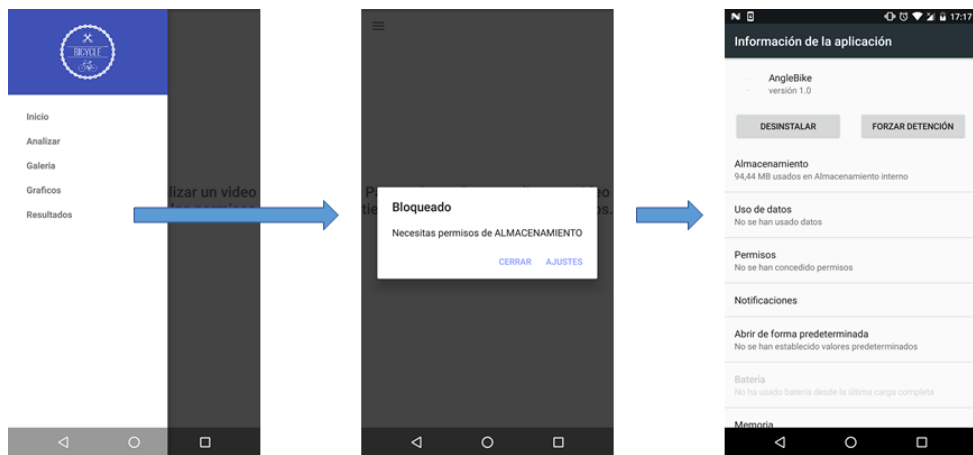 BICYCLE
Inicio
Analizar
Galeria
Graficos
Resultados
lizar un video
Bloqueado
Necesitas permisos de ALMACENAMIENTO
CERRAR AJUSTES
17:17
Información de la aplicación
AngleBike
versión 1.0
DESINSTALAR FORZAR DETENCIÓN
Almacenamiento
94,44 MB usados en Almacenamiento interno
Uso de datos
No se han usado datos
Permisos
No se han concedido permisos
Notificaciones
Abrir de forma predeterminada
No se han establecido valores predeterminados
Batería
No ha usado batería desde la última carga completa
Memoria